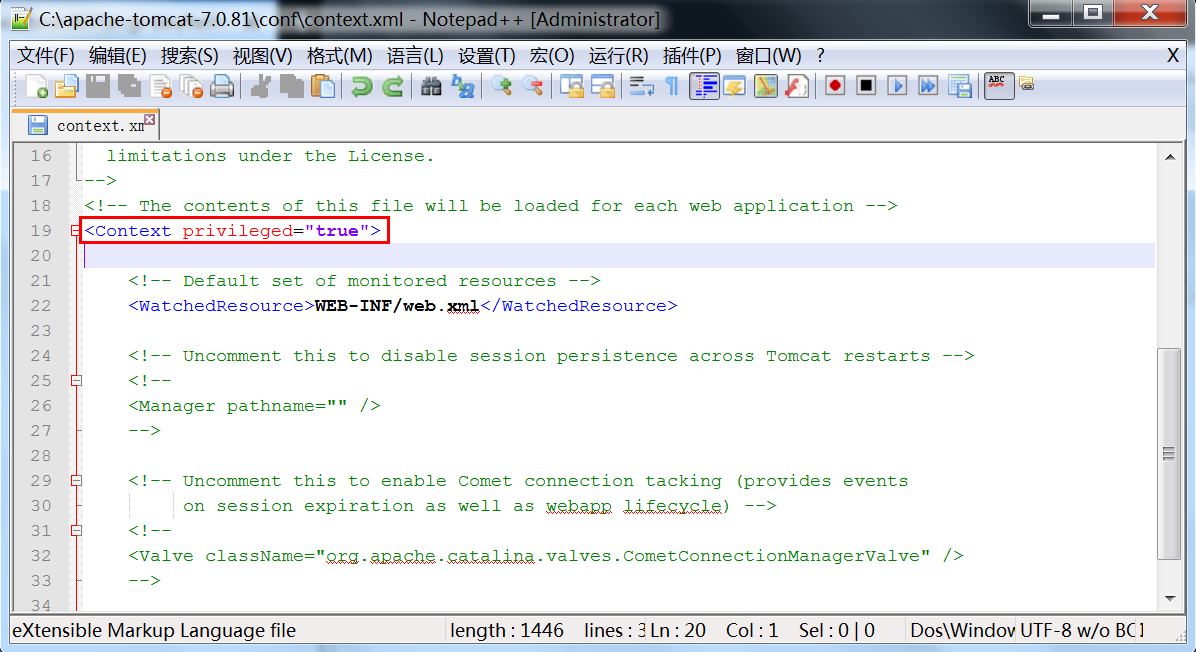 C:\apache-tomcat-7.0.81\conf\context.xml - Notepad++ [Administrator]
文件(F) 编辑(E) 搜索(S) 视图(V) 格式(M) 语言(L) 设置(T) 宏(O) 运行(R) 插件(P) 窗口(W) ? X
ABC
context.xm
16 limitations under the License.
17 -->
18 <!-- The contents of this file will be loaded for each web application -->
19 <Context privileged="true">
20
21 <!-- Default set of monitored resources -->
22 <WatchedResource>WEB-INF/web.xml</WatchedResource>
23
24 <!-- Uncomment this to disable session persistence across Tomcat restarts -->
25 <!--
26 <Manager pathname="" />
27 -->
28
29 <!-- Uncomment this to enable Comet connection tacking (provides events
30 on session expiration as well as webapp lifecycle) -->
31 <!--
32 <Valve className="org.apache.catalina.valves.CometConnectionManagerValve" />
33 -->
34
eXtensible Markup Language file length : 1446 lines : 3 Ln : 20 Col : 1 Sel : 0 | 0 Dos\Window UTF-8 w/o BO